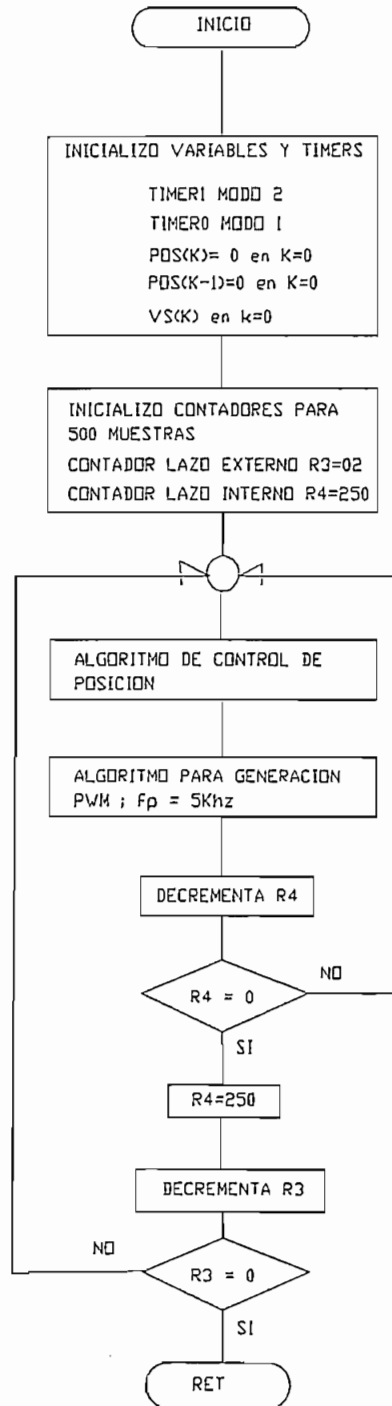 INICIO
INICIALIZO VARIABLES Y TIMERS
TIMER1 MODO 2
TIMER0 MODO 1
POS(K)= 0 en K=0
POS(K-1)=0 en K=0
VS(K) en k=0
INICIALIZO CONTADORES PARA
500 MUESTRAS
CONTADOR LAZO EXTERNO R3=02
CONTADOR LAZO INTERNO R4=250
ALGORITMO DE CONTROL DE
POSICION
ALGORITMO PARA GENERACION
PWM ; Fp = 5Khz
DECREMENTA R4
R4 = 0
NO
SI
R4=250
DECREMENTA R3
NO
R3 = 0
SI
RET